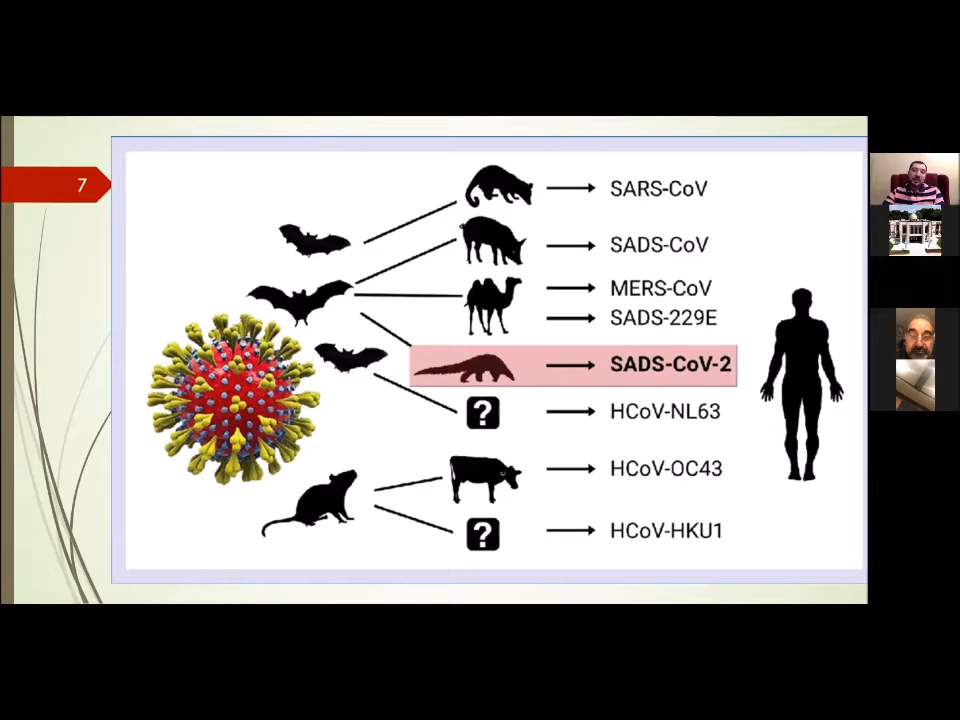 7
SARS-CoV
SADS-CoV
MERS-CoV
SADS-229E
SADS-CoV-2
?
HCoV-NL63
HCoV-OC43
?
HCoV-HKU1